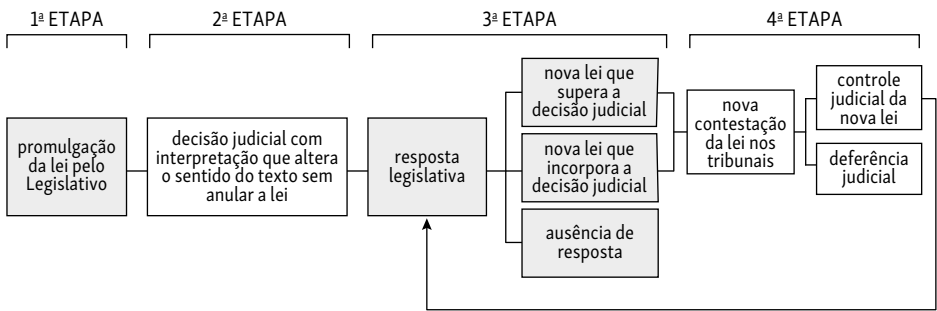 1ª ETAPA
2ª ETAPA
3ª ETAPA
4ª ETAPA
promulgação
da lei pelo
Legislativo
decisão judicial com
interpretação que altera
o sentido do texto sem
anular a lei
resposta
legislativa
nova lei que
supera a
decisão judicial
nova lei que
incorpora a
decisão judicial
ausência de
resposta
nova
contestação
da lei nos
tribunais
controle
judicial da
nova lei
deferência
judicial